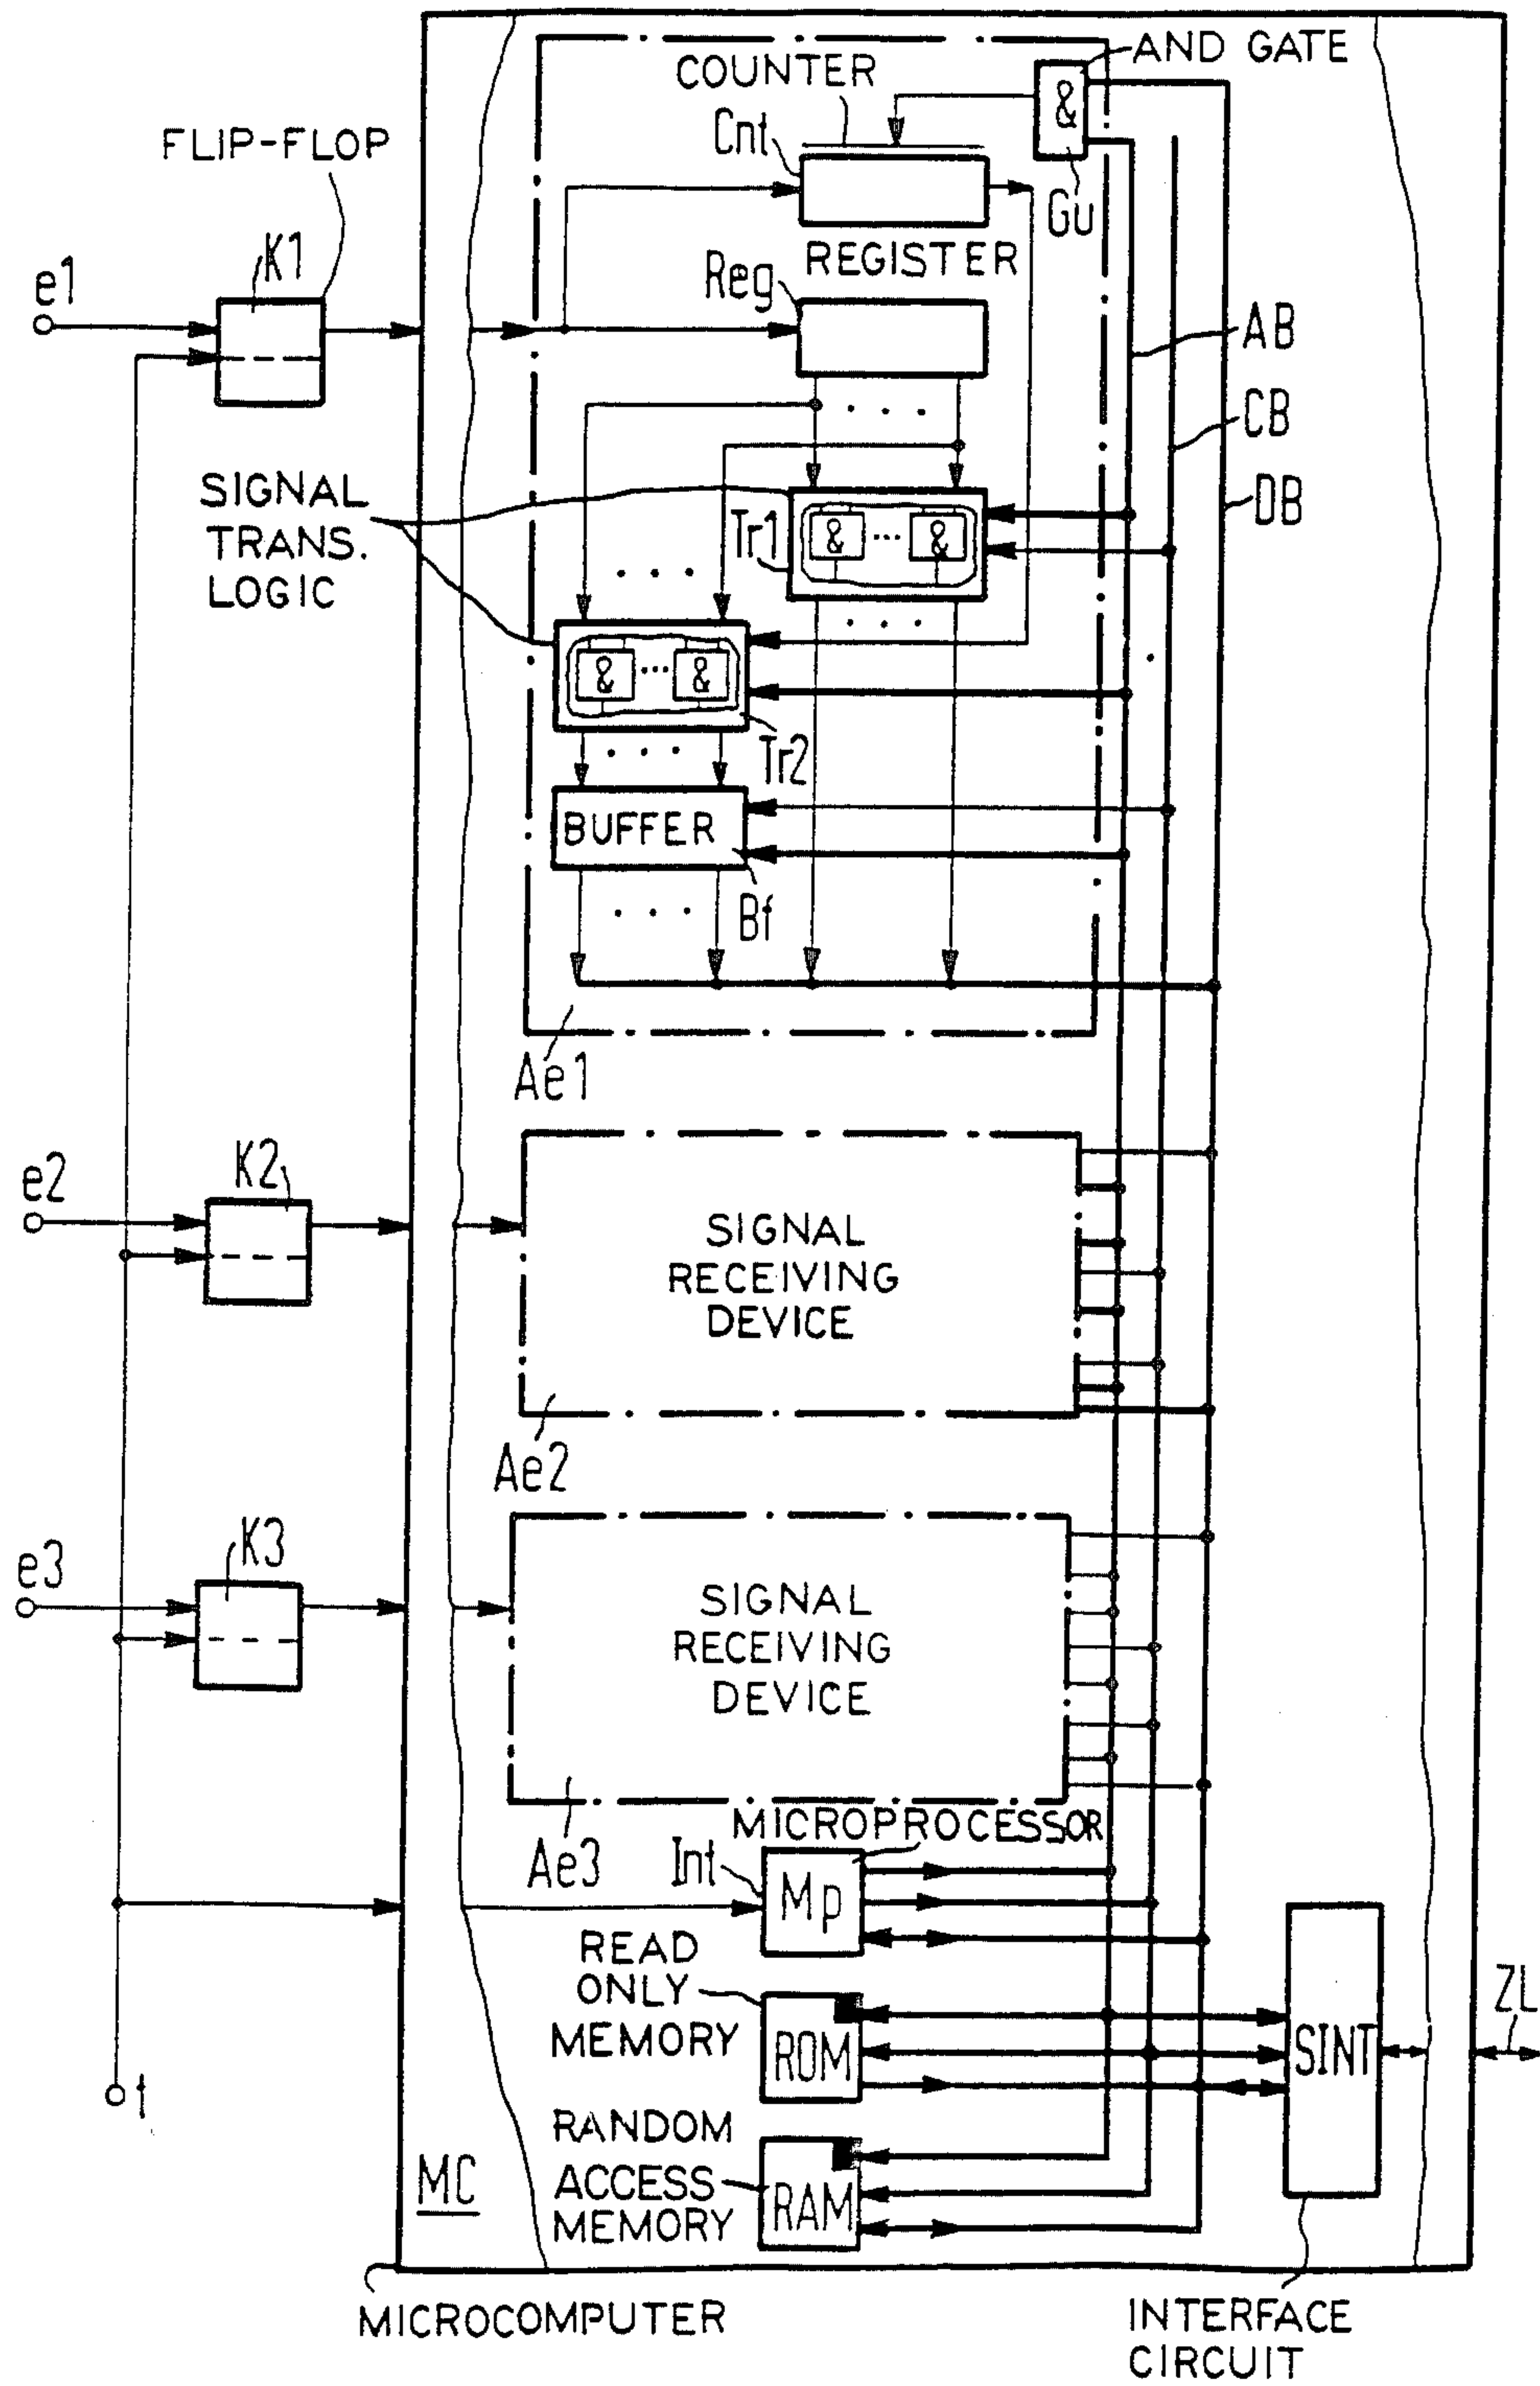 AND GATE
COUNTER
&
Cnt
FLIP-FLOP
Gu
K1
REGISTER
e1
Reg
AB
CB
SIGNAL
TRANS.
LOGIC
DB
Tr1
& ... &
& ... &
Tr2
BUFFER
Bf
Ae1
K2
e2
SIGNAL
RECEIVING
DEVICE
Ae2
K3
e3
SIGNAL
RECEIVING
DEVICE
MICROPROCESSOR
Ae3
Int
Mp
READ
ONLY
MEMORY
ROM
SINT
ZL
t
RANDOM
ACCESS
MEMORY
RAM
MC
MICROCOMPUTER
INTERFACE
CIRCUIT